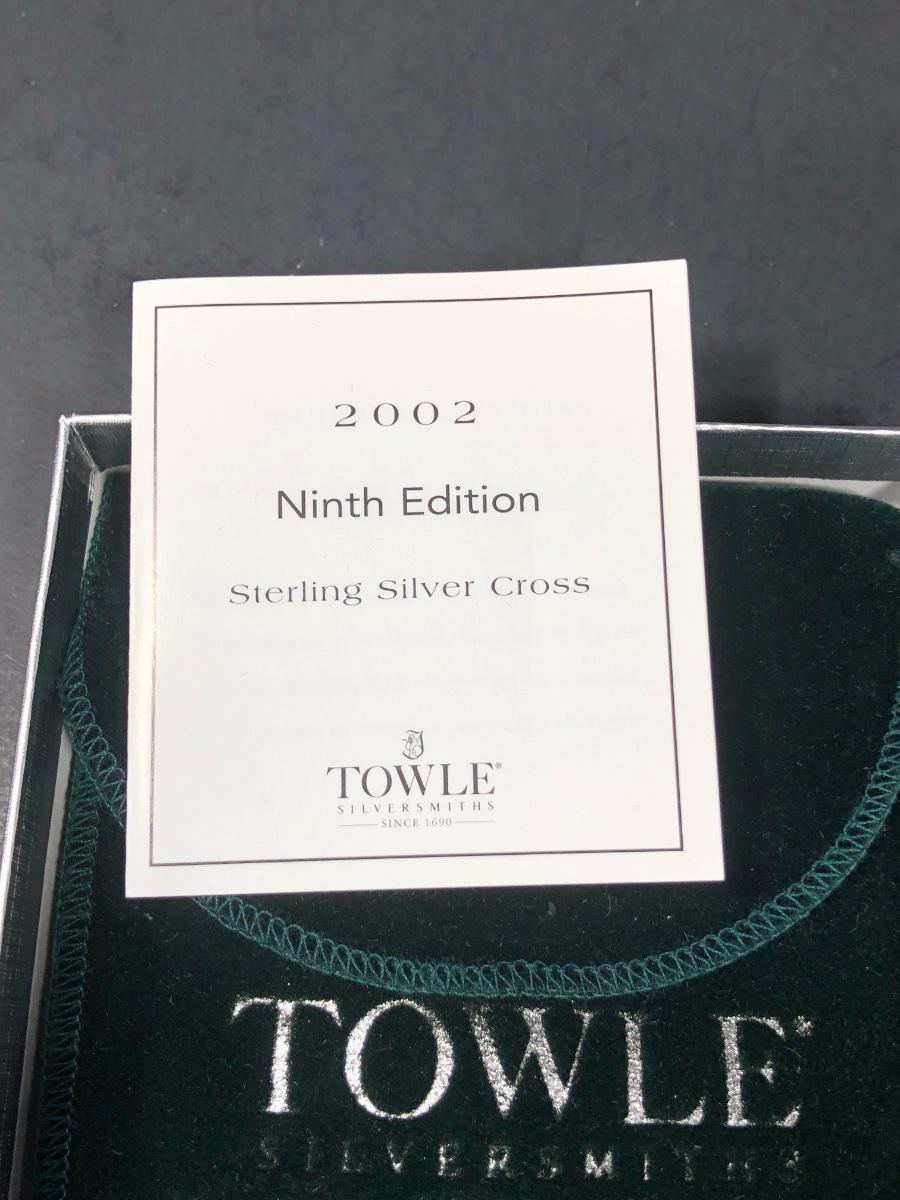 2002
Ninth Edition
Sterling Silver Cross
TOWLE®
SILVERSMITHS
SINCE 1690
TOWLE®
SILVERSMITHS